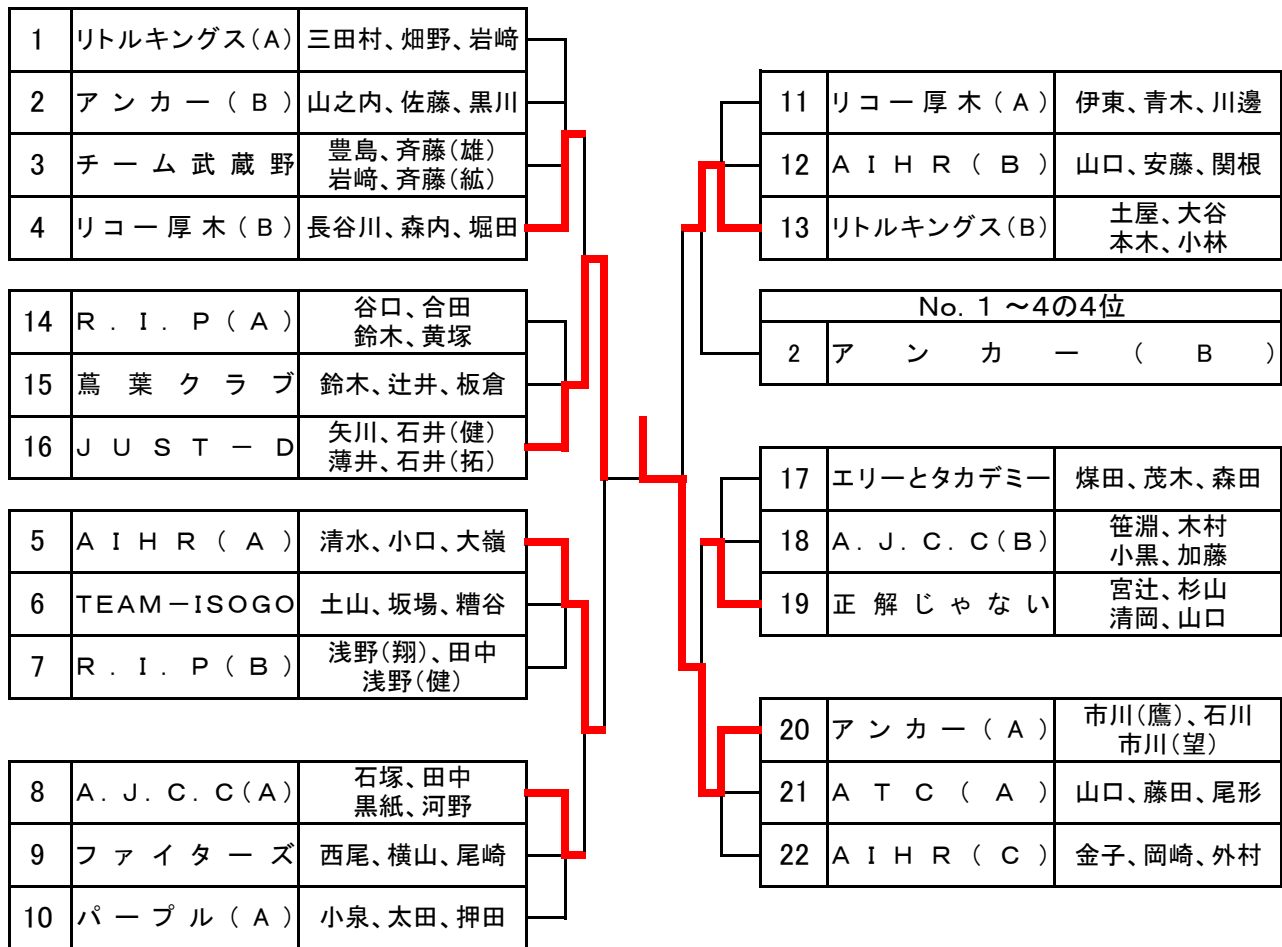 1 リトルキングス(A) 三田村、畑野、岩﨑
2 アンカー(B) 山之内、佐藤、黒川
3 チーム武蔵野 豊島、斉藤(雄)
岩﨑、斉藤(紘)
4 リコー厚木(B) 長谷川、森内、堀田
14 R.I.P(A) 谷口、合田
鈴木、黄塚
15 蔦葉クラブ 鈴木、辻井、板倉
16 JUST-D 矢川、石井(健)
薄井、石井(拓)
5 AIHR(A) 清水、小口、大嶺
6 TEAM-ISOGO 土山、坂場、糟谷
7 R.I.P(B) 浅野(翔)、田中
浅野(健)
8 A.J.C.C(A) 石塚、田中
黒紙、河野
9 ファイターズ 西尾、横山、尾崎
10 パープル(A) 小泉、太田、押田
11 リコー厚木(A) 伊東、青木、川邊
12 AIHR(B) 山口、安藤、関根
13 リトルキングス(B) 土屋、大谷
本木、小林
No.1~4の4位
2 アンカー(B)
17 エリーとタカデミー 煤田、茂木、森田
18 A.J.C.C(B) 笹淵、木村
小黒、加藤
19 正解じゃない 宮辻、杉山
清岡、山口
20 アンカー(A) 市川(鷹)、石川
市川(望)
21 ATC(A) 山口、藤田、尾形
22 AIHR(C) 金子、岡崎、外村